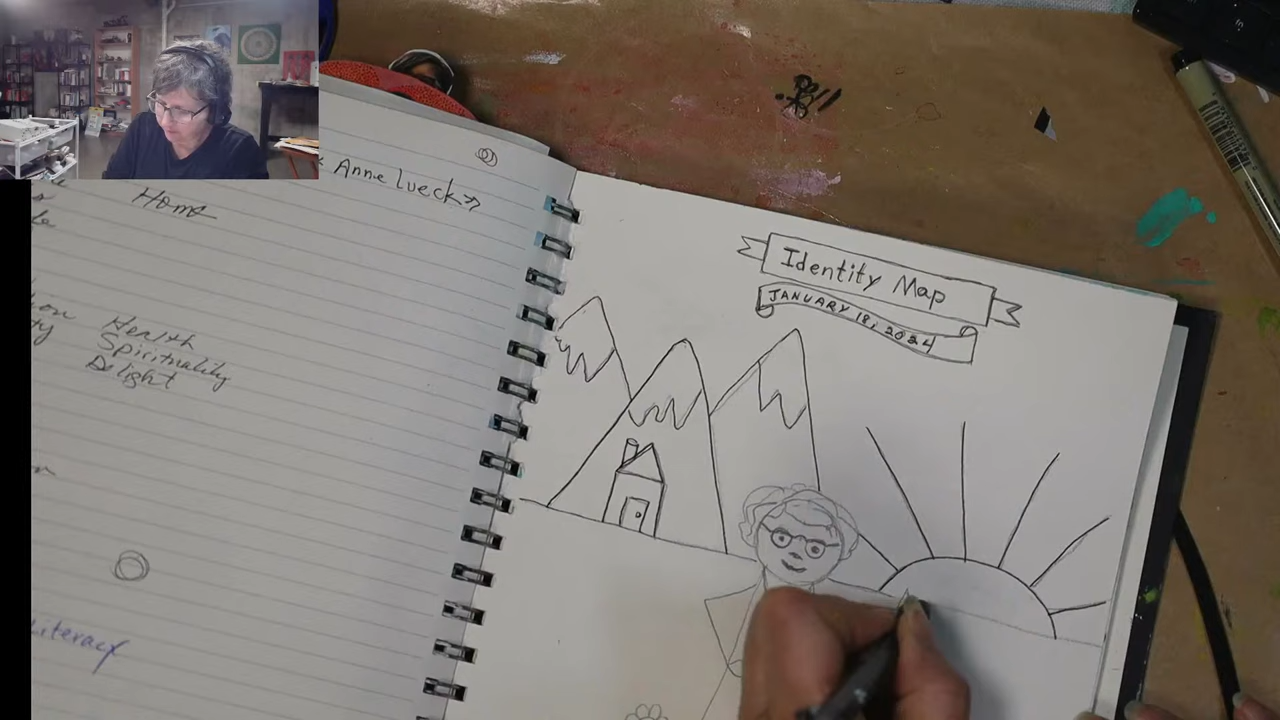 Anne Lueck
Home
Health
Spirituality
Delight
Literacy
Identity Map
JANUARY 18, 2024